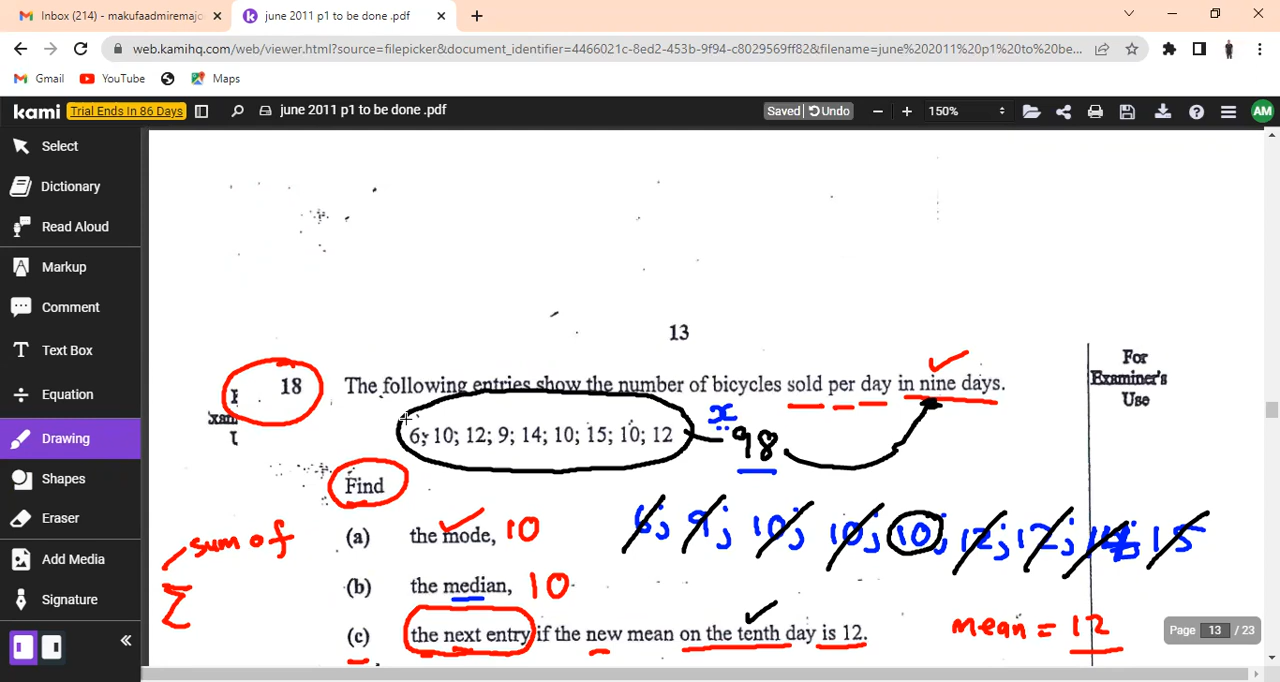 Inbox (214) - makufaadmiremajo
june 2011 p1 to be done .pdf
web.kamihq.com/web/viewer.html?source=filepicker&document_identifier=4466021c-8ed2-453b-9f94-c8029569ff82&filename=june%202011%20p1%20to%20be...
Gmail YouTube Maps
kami Trial Ends In 86 Days june 2011 p1 to be done .pdf Saved Undo 150% AM
Select
Dictionary
Read Aloud
Markup
Comment
Text Box
Equation
Drawing
Shapes
Eraser
Add Media
Signature
13
For
Examiner's
Use
18 The following entries show the number of bicycles sold per day in nine days.
x
6; 10; 12; 9; 14; 10; 15; 10; 12 98
Find
6; 9; 10; 10; 10; 12; 12; 14; 15
(a) the mode, 10
sum of
Σ
(b) the median, 10
(c) the next entry if the new mean on the tenth day is 12.
mean = 12
Page 13 / 23